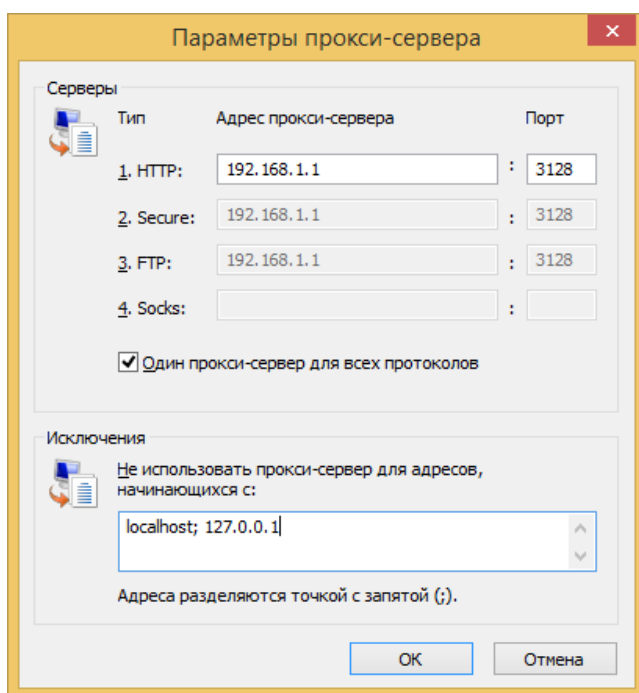 Параметры прокси-сервера
Серверы
Тип Адрес прокси-сервера Порт
1. HTTP: 192.168.1.1 : 3128
2. Secure: 192.168.1.1 : 3128
3. FTP: 192.168.1.1 : 3128
4. Socks: :
Один прокси-сервер для всех протоколов
Исключения
Не использовать прокси-сервер для адресов,
начинающихся с:
localhost; 127.0.0.1
Адреса разделяются точкой с запятой (;).
ОК Отмена